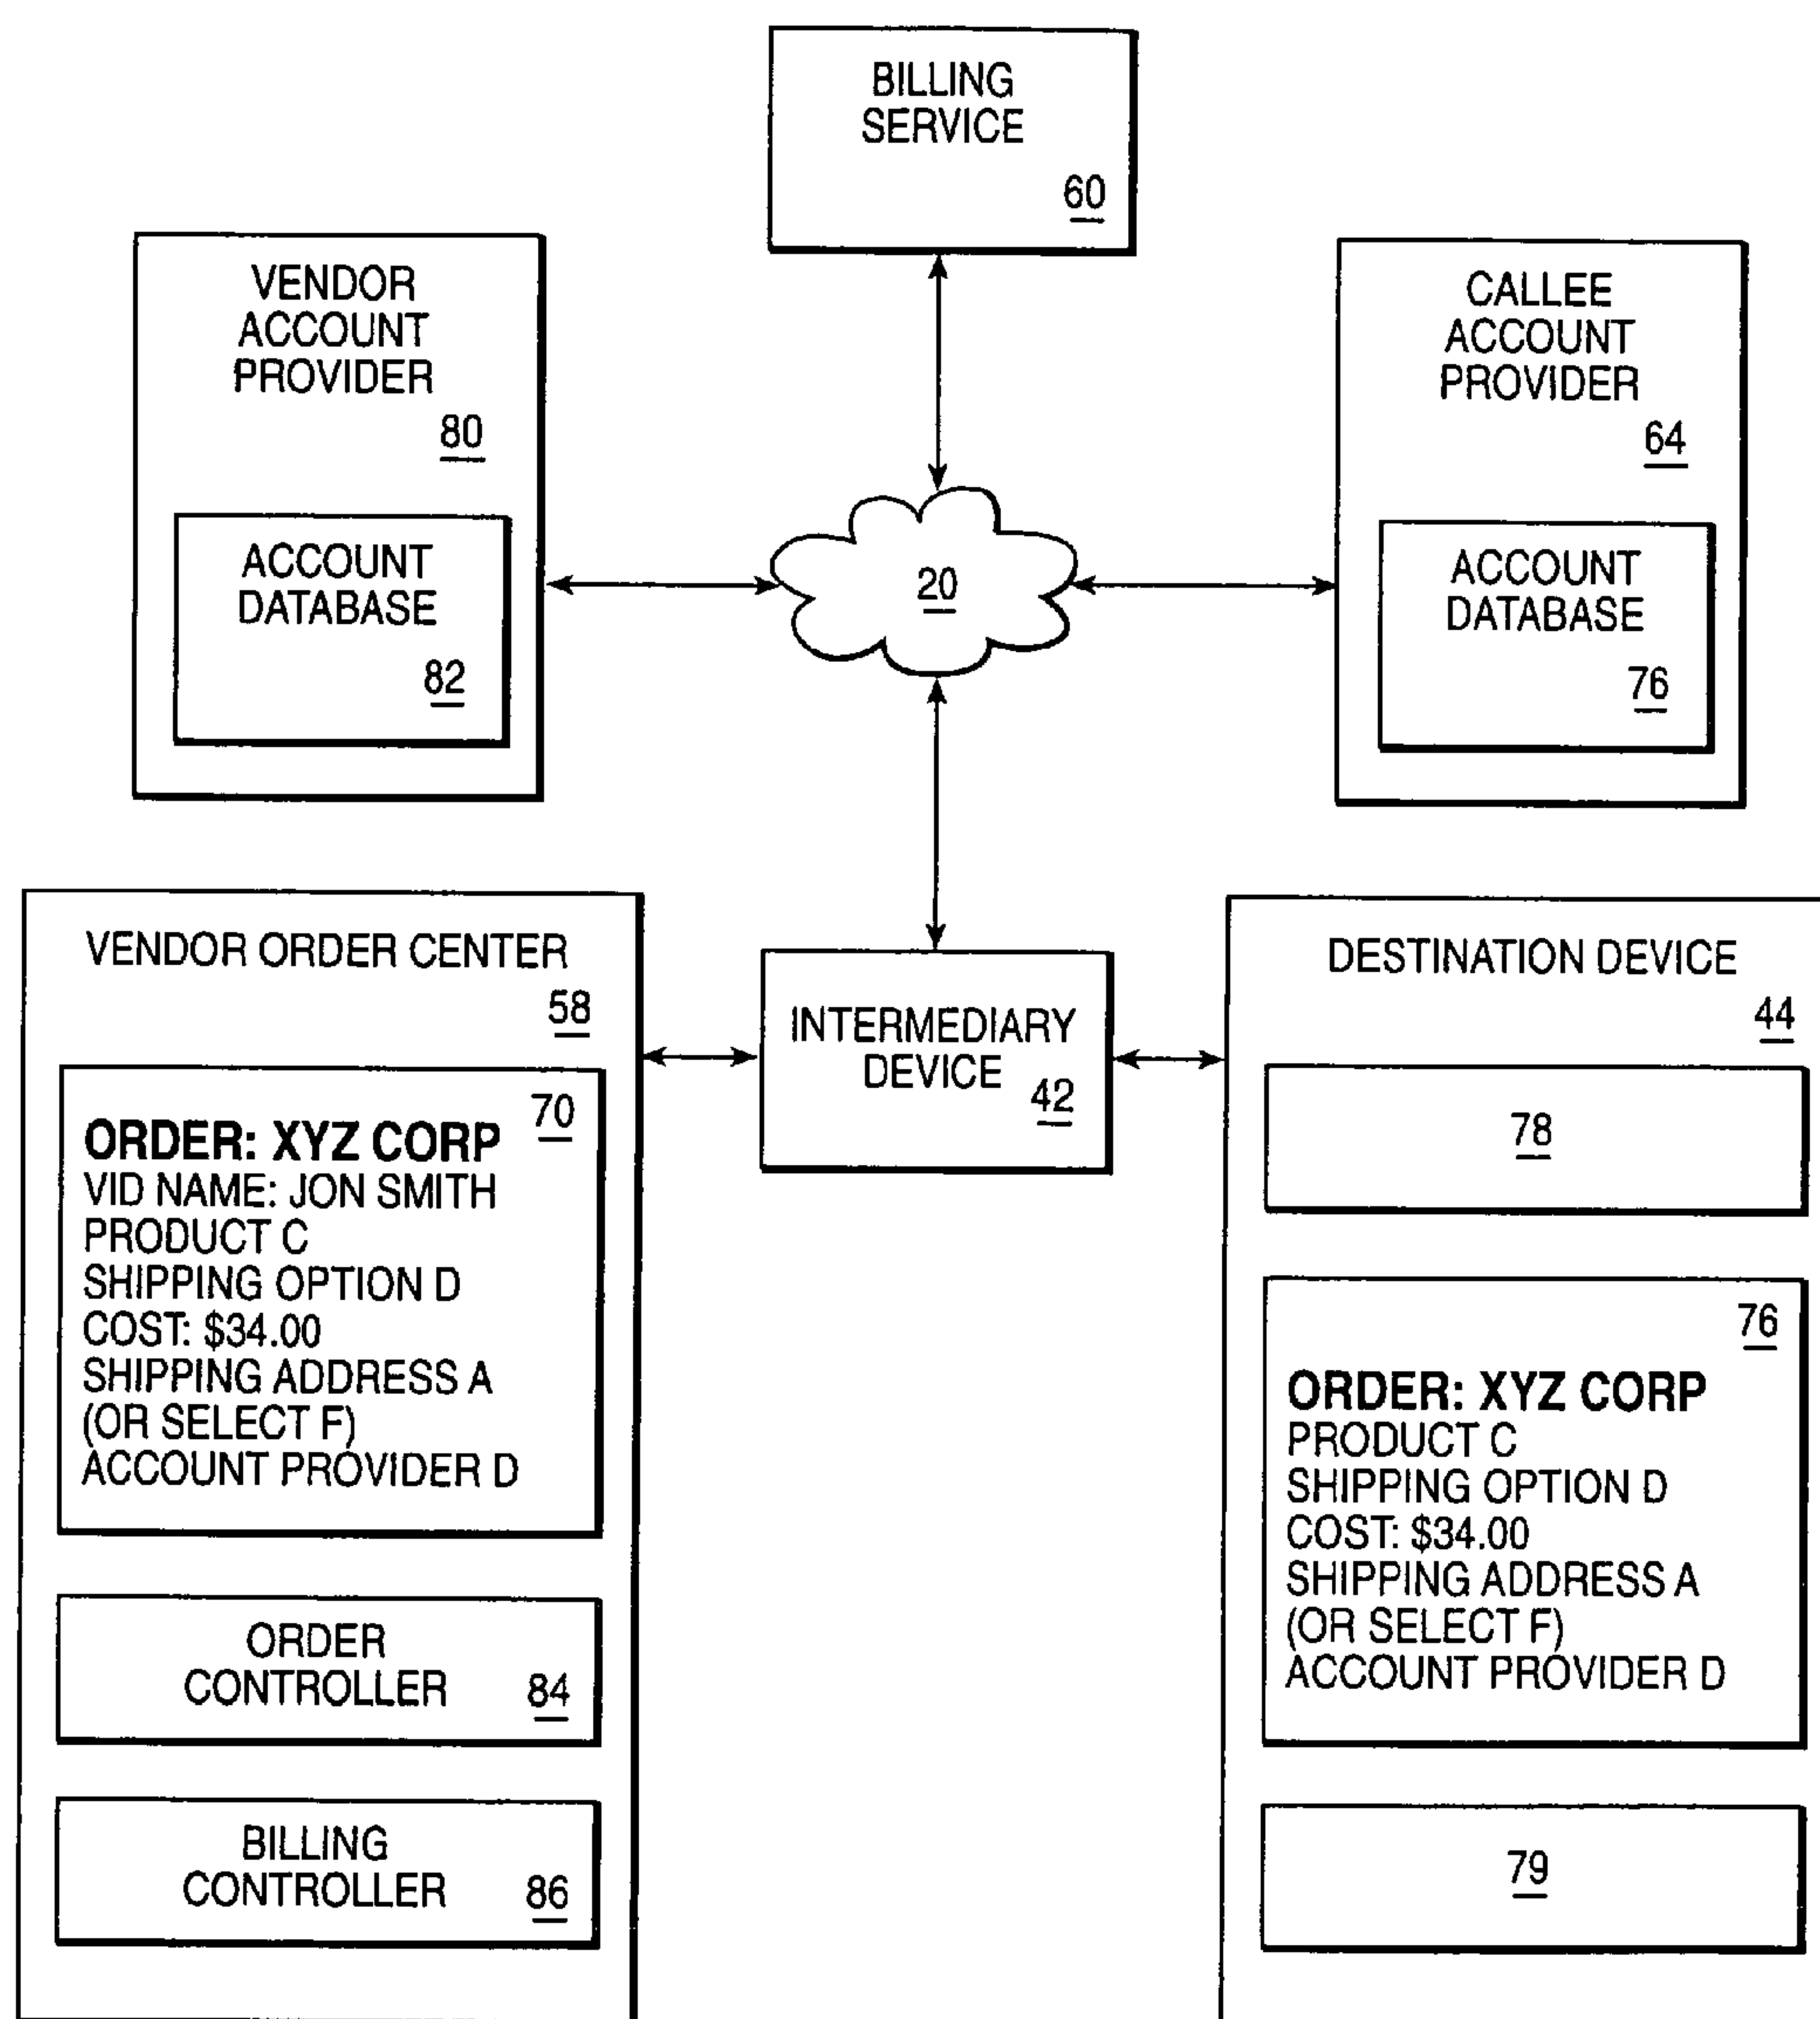 BILLING
SERVICE
60
VENDOR
ACCOUNT
PROVIDER
80
ACCOUNT
DATABASE
82
20
CALLEE
ACCOUNT
PROVIDER
64
ACCOUNT
DATABASE
76
VENDOR ORDER CENTER
58
70
ORDER: XYZ CORP
VID NAME: JON SMITH
PRODUCT C
SHIPPING OPTION D
COST: $34.00
SHIPPING ADDRESS A
(OR SELECT F)
ACCOUNT PROVIDER D
ORDER
CONTROLLER 84
BILLING
CONTROLLER 86
INTERMEDIARY
DEVICE
42
DESTINATION DEVICE
44
78
76
ORDER: XYZ CORP
PRODUCT C
SHIPPING OPTION D
COST: $34.00
SHIPPING ADDRESS A
(OR SELECT F)
ACCOUNT PROVIDER D
79